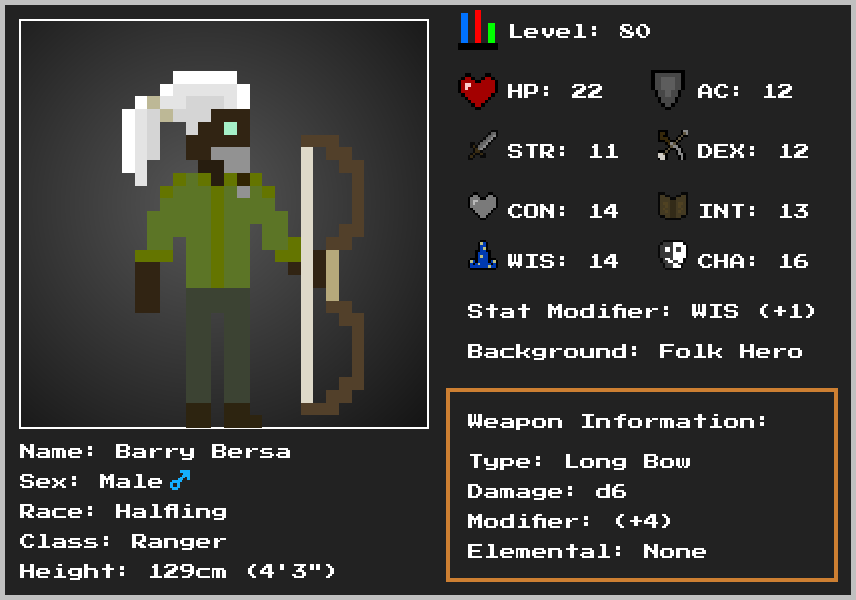 Level: 80
HP: 22 AC: 12
STR: 11 DEX: 12
CON: 14 INT: 13
WIS: 14 CHA: 16
Stat Modifier: WIS (+1)
Background: Folk Hero
Weapon Information:
Type: Long Bow
Damage: d6
Modifier: (+4)
Elemental: None
Name: Barry Bersa
Sex: Male ♂
Race: Halfling
Class: Ranger
Height: 129cm (4'3")